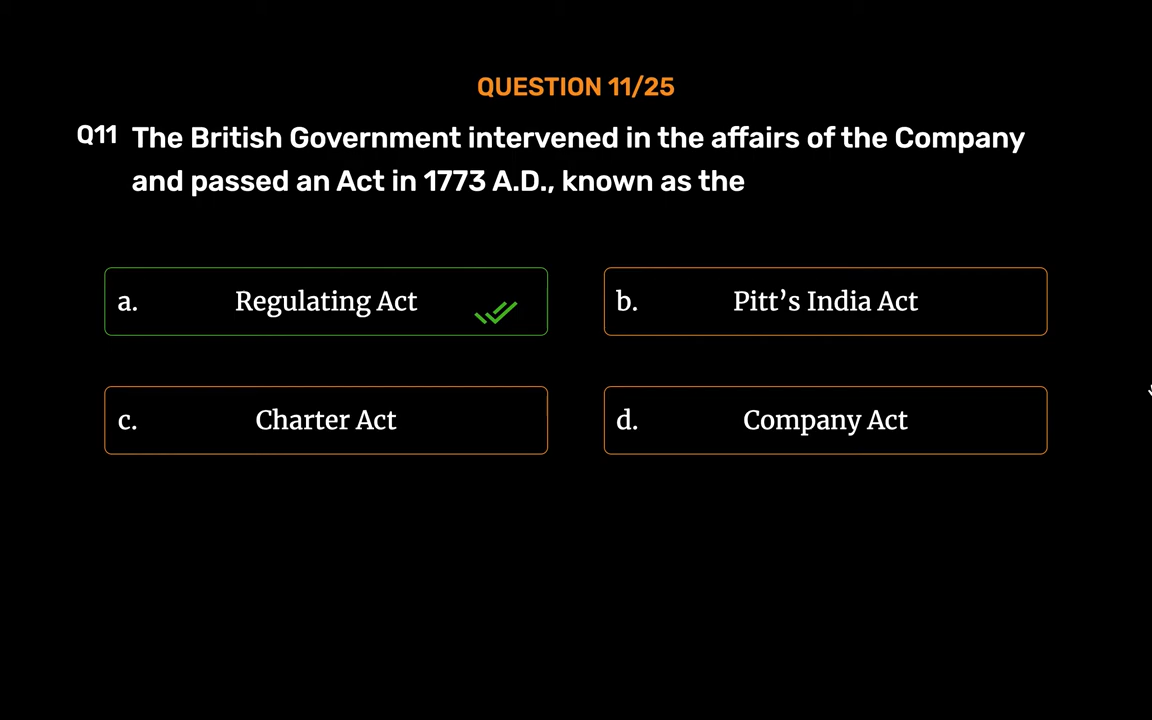 QUESTION 11/25
Q11 The British Government intervened in the affairs of the Company
and passed an Act in 1773 A.D., known as the
a. Regulating Act
b. Pitt’s India Act
c. Charter Act
d. Company Act